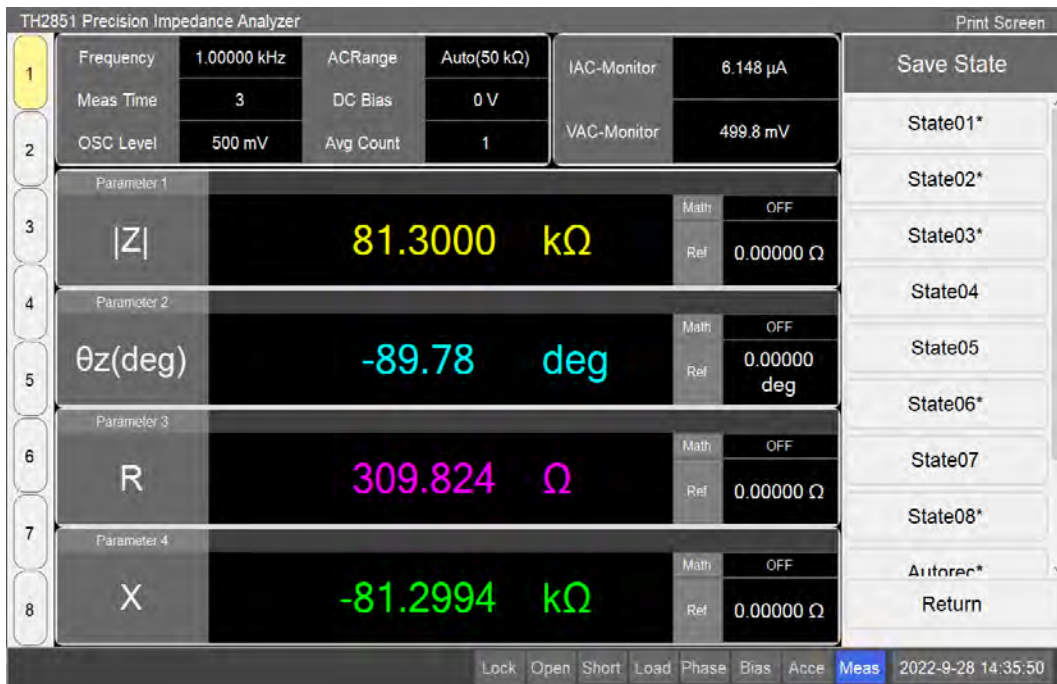 TH2851 Precision Impedance Analyzer
Print Screen
1
2
3
4
5
6
7
8
Frequency 1.00000 kHz ACRange Auto(50 kΩ)
Meas Time 3 DC Bias 0 V
OSC Level 500 mV Avg Count 1
IAC-Monitor 6.148 µA
VAC-Monitor 499.8 mV
Parameter 1
|Z| 81.3000 kΩ
Math OFF
Ref 0.00000 Ω
Parameter 2
θz(deg) -89.78 deg
Math OFF
Ref 0.00000
deg
Parameter 3
R 309.824 Ω
Math OFF
Ref 0.00000 Ω
Parameter 4
X -81.2994 kΩ
Math OFF
Ref 0.00000 Ω
Save State
State01*
State02*
State03*
State04
State05
State06*
State07
State08*
Autorec*
Return
Lock Open Short Load Phase Bias Acce Meas 2022-9-28 14:35:50